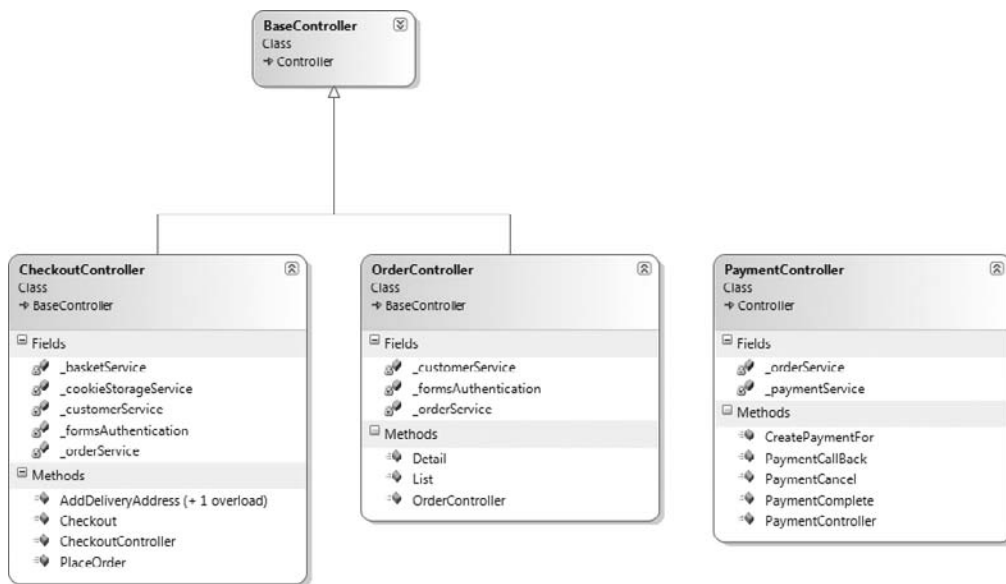 BaseController
Class
Controller
CheckoutController
Class
BaseController
Fields
_basketService
_cookieStorageService
_customerService
_formsAuthentication
_orderService
Methods
AddDeliveryAddress (+ 1 overload)
Checkout
CheckoutController
PlaceOrder
OrderController
Class
BaseController
Fields
_customerService
_formsAuthentication
_orderService
Methods
Detail
List
OrderController
PaymentController
Class
Controller
Fields
_orderService
_paymentService
Methods
CreatePaymentFor
PaymentCallBack
PaymentCancel
PaymentComplete
PaymentController